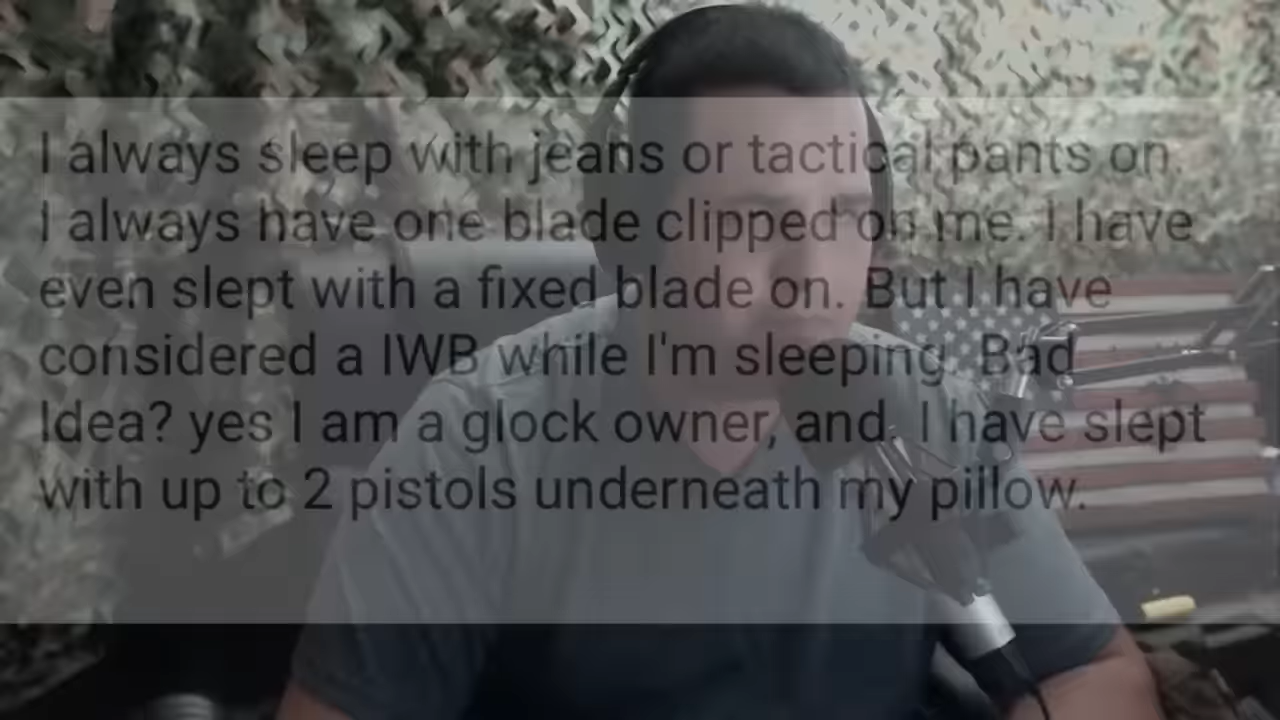 I always sleep with jeans or tactical pants on.
I always have one blade clipped on me. I have
even slept with a fixed blade on. But I have
considered a IWB while I'm sleeping. Bad
Idea? yes I am a glock owner, and, I have slept
with up to 2 pistols underneath my pillow.